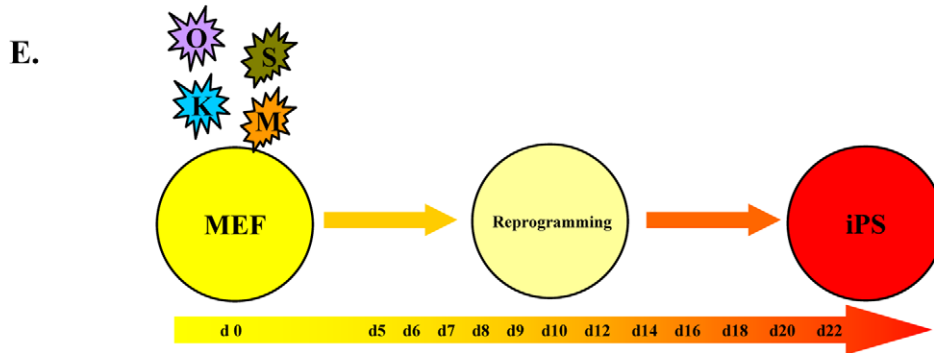 E.
O
S
K
M
MEF
Reprogramming
iPS
d 0 d5 d6 d7 d8 d9 d10 d12 d14 d16 d18 d20 d22